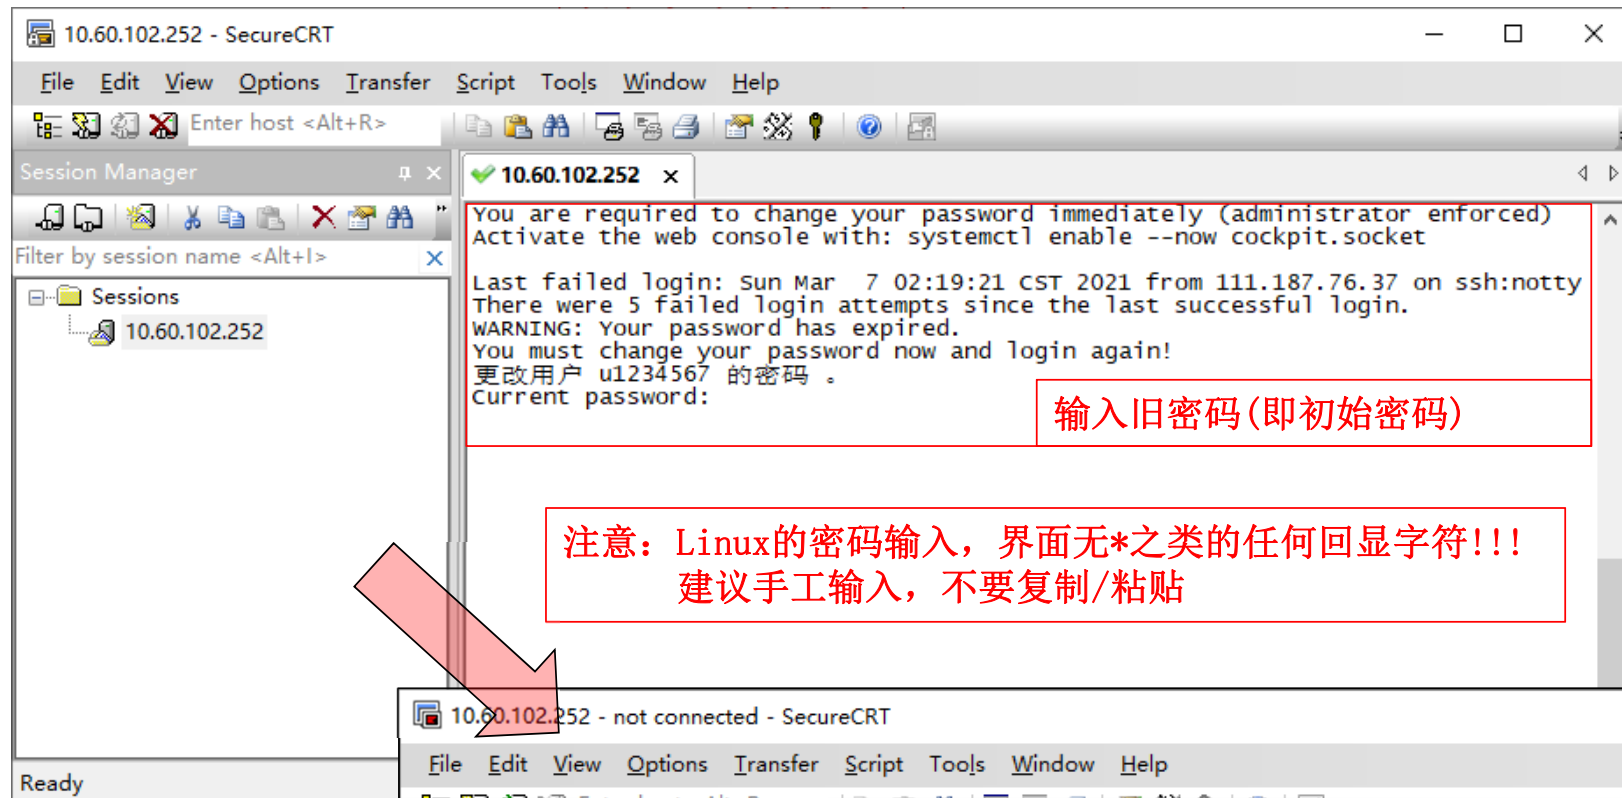 10.60.102.252 - SecureCRT
File Edit View Options Transfer Script Tools Window Help
Enter host <Alt+R>
Session Manager
10.60.102.252
Filter by session name <Alt+I>
Sessions
10.60.102.252
You are required to change your password immediately (administrator enforced)
Activate the web console with: systemctl enable --now cockpit.socket
Last failed login: Sun Mar  7 02:19:21 CST 2021 from 111.187.76.37 on ssh:notty
There were 5 failed login attempts since the last successful login.
WARNING: Your password has expired.
You must change your password now and login again!
更改用户 u1234567 的密码 。
Current password:
输入旧密码(即初始密码)
注意: Linux的密码输入，界面无*之类的任何回显字符!!!
建议手工输入，不要复制/粘贴
10.60.102.252 - not connected - SecureCRT
File Edit View Options Transfer Script Tools Window Help
Ready